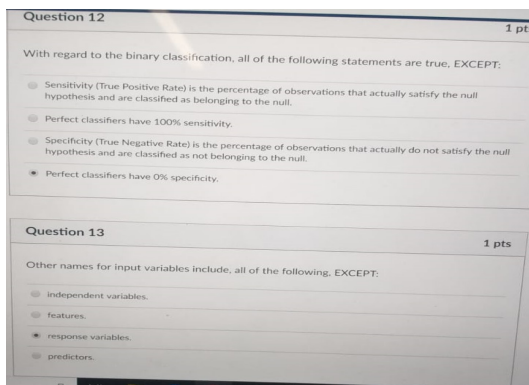 Question 12
1 pt
With regard to the binary classification, all of the following statements are true, EXCEPT:
Sensitivity (True Positive Rate) is the percentage of observations that actually satisfy the null
hypothesis and are classified as belonging to the null.
Perfect classifiers have 100% sensitivity.
Specificity (True Negative Rate) is the percentage of observations that actually do not satisfy the null
hypothesis and are classified as not belonging to the null.
Perfect classifiers have 0% specificity.
Question 13
1 pts
Other names for input variables include, all of the following, EXCEPT:
independent variables.
features.
response variables.
predictors.